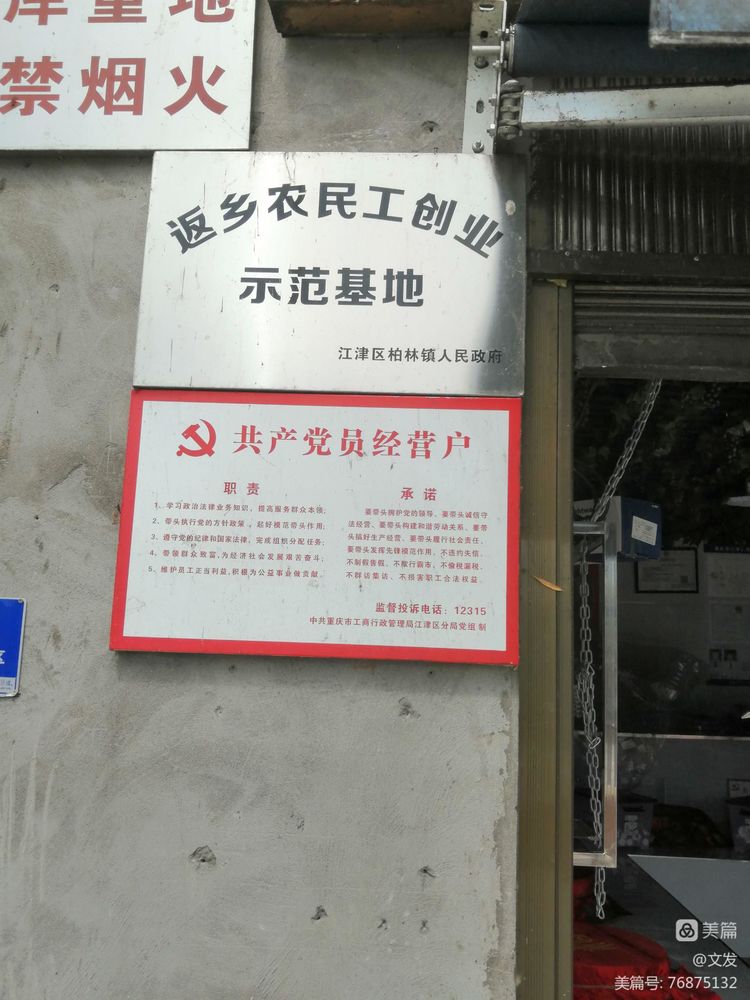 库重地
禁烟火
返乡农民工创业
示范基地
江津区柏林镇人民政府
共产党员经营户
职责
1、学习政治法律业务知识，提高服务群众本领；
2、带头执行党的方针政策，起好模范带头作用；
3、遵守党的纪律和国家法律，完成组织分配任务；
4、带领群众致富，为经济社会发展艰苦奋斗；
5、维护员工正当利益，积极为公益事业做贡献。
承诺
要带头拥护党的领导、要带头诚信守
法经营、要带头构建和谐劳动关系、要带
头搞好生产经营、要带头履行社会责任、
要带头发挥先锋模范作用，不违约失信、
不制假售假、不欺行霸市、不偷税漏税、
不群访集访、不损害职工合法权益。
监督投诉电话：12315
中共重庆市工商行政管理局江津区分局党组 制
区
美篇
@文发
美篇号: 76875132